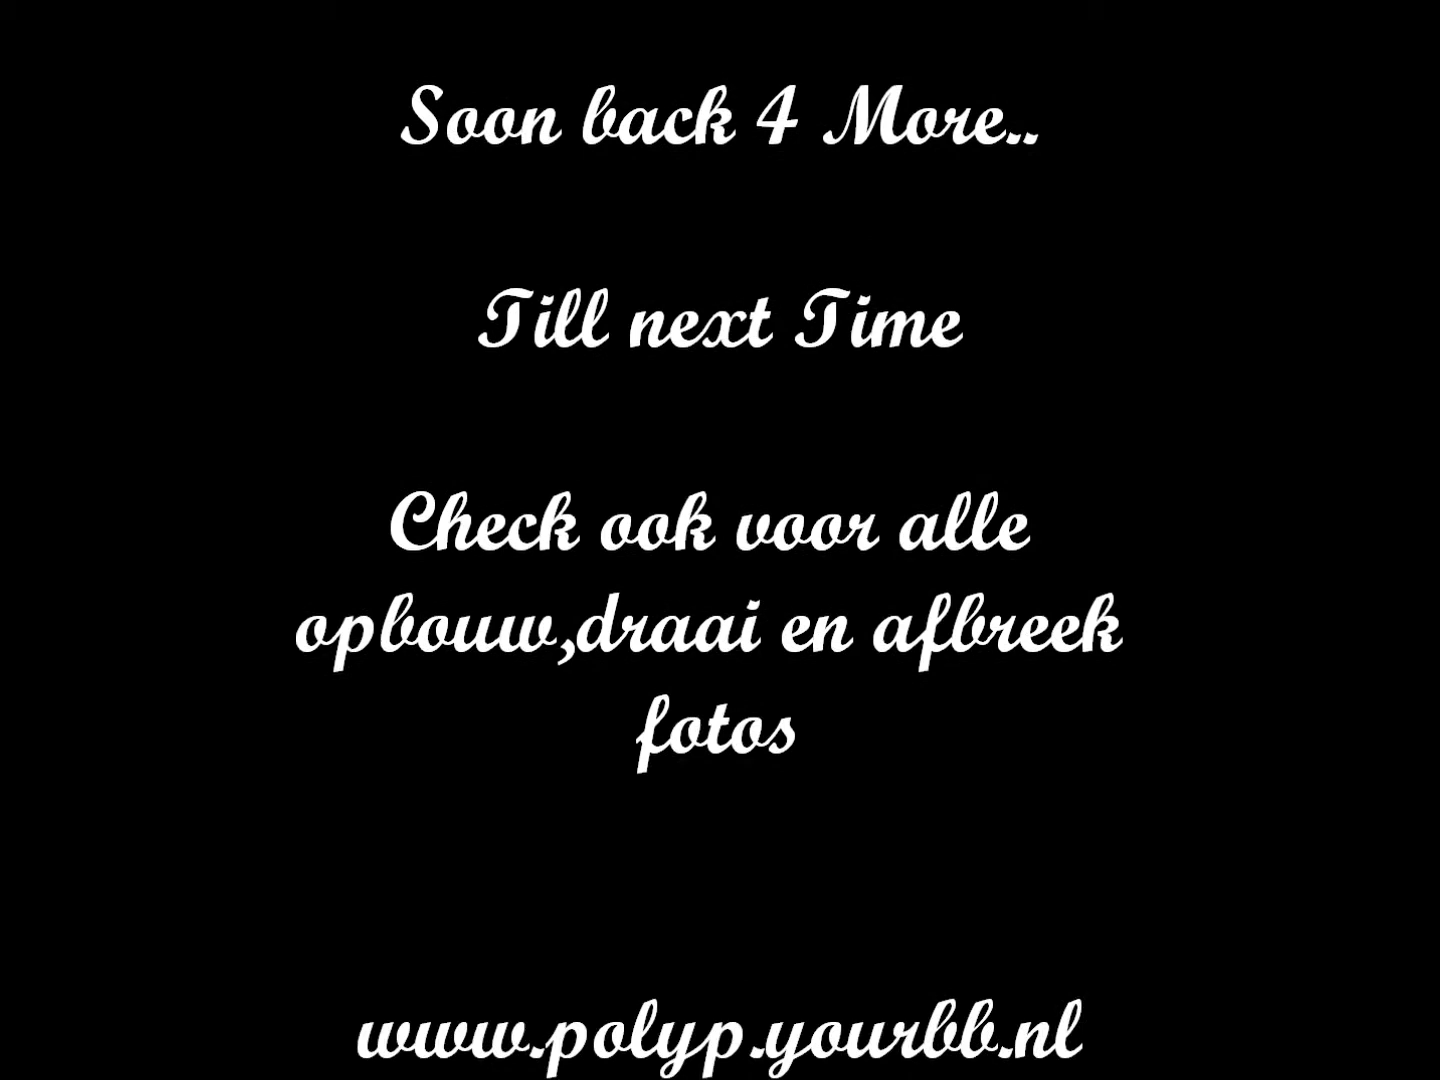 Soon back 4 More..
Till next Time
Check ook voor alle
opbouw,draai en afbreek
fotos
www.polyp.yourbb.nl